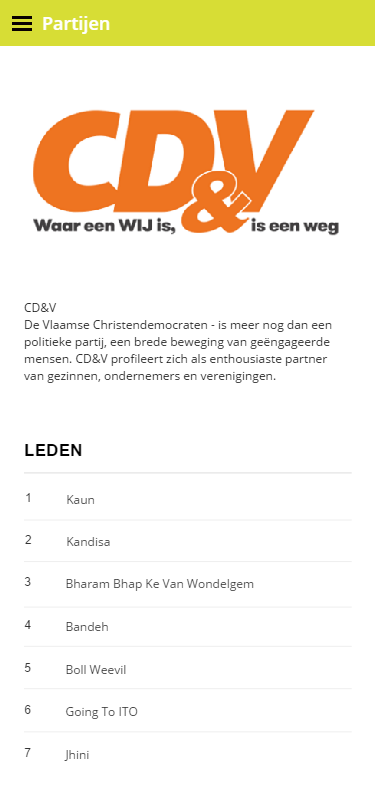 Partijen
CD&V
Waar een WIJ is, is een weg
CD&V
De Vlaamse Christendemocraten - is meer nog dan een
politieke partij, een brede beweging van geëngageerde
mensen. CD&V profileert zich als enthousiaste partner
van gezinnen, ondernemers en verenigingen.
LEDEN
1 Kaun
2 Kandisa
3 Bharam Bhap Ke Van Wondelgem
4 Bandeh
5 Boll Weevil
6 Going To ITO
7 Jhini